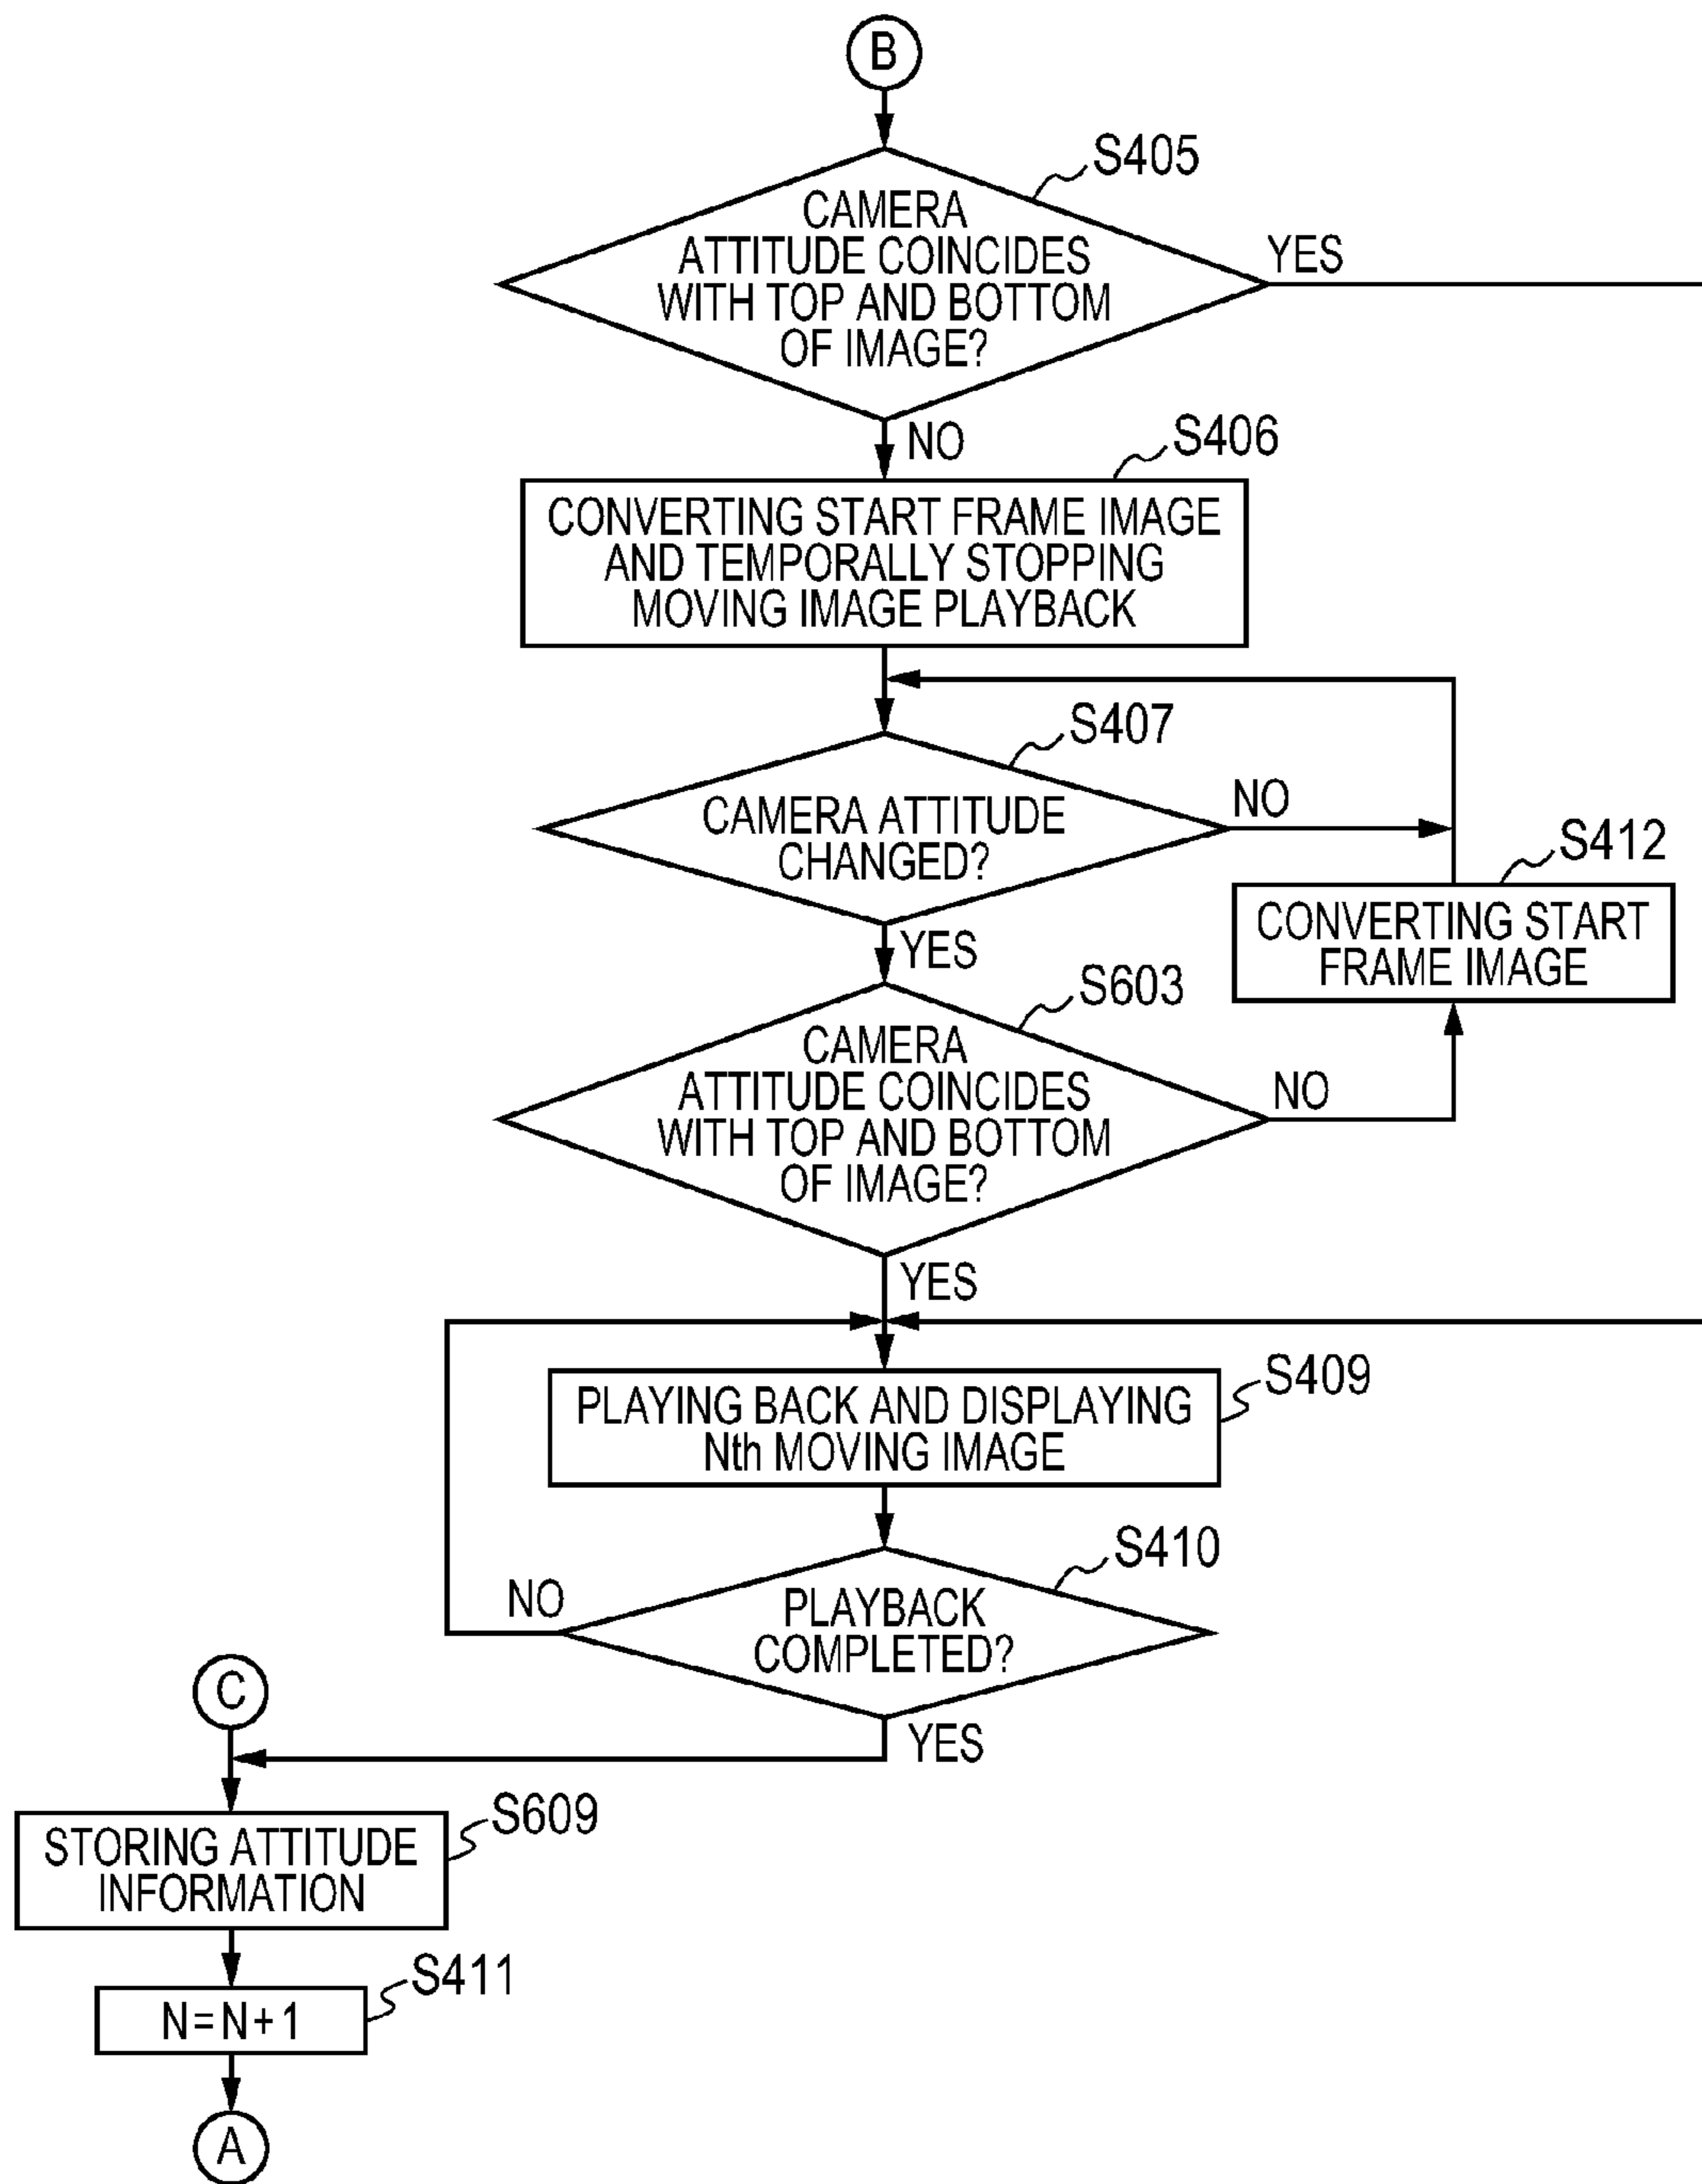 B
S405
CAMERA
ATTITUDE COINCIDES
WITH TOP AND BOTTOM
OF IMAGE?
YES
NO
S406
CONVERTING START FRAME IMAGE
AND TEMPORALLY STOPPING
MOVING IMAGE PLAYBACK
S407
CAMERA ATTITUDE
CHANGED?
NO
YES
S412
CONVERTING START
FRAME IMAGE
S603
CAMERA
ATTITUDE COINCIDES
WITH TOP AND BOTTOM
OF IMAGE?
NO
YES
S409
PLAYING BACK AND DISPLAYING
Nth MOVING IMAGE
S410
PLAYBACK
COMPLETED?
NO
YES
C
S609
STORING ATTITUDE
INFORMATION
S411
N=N+1
A